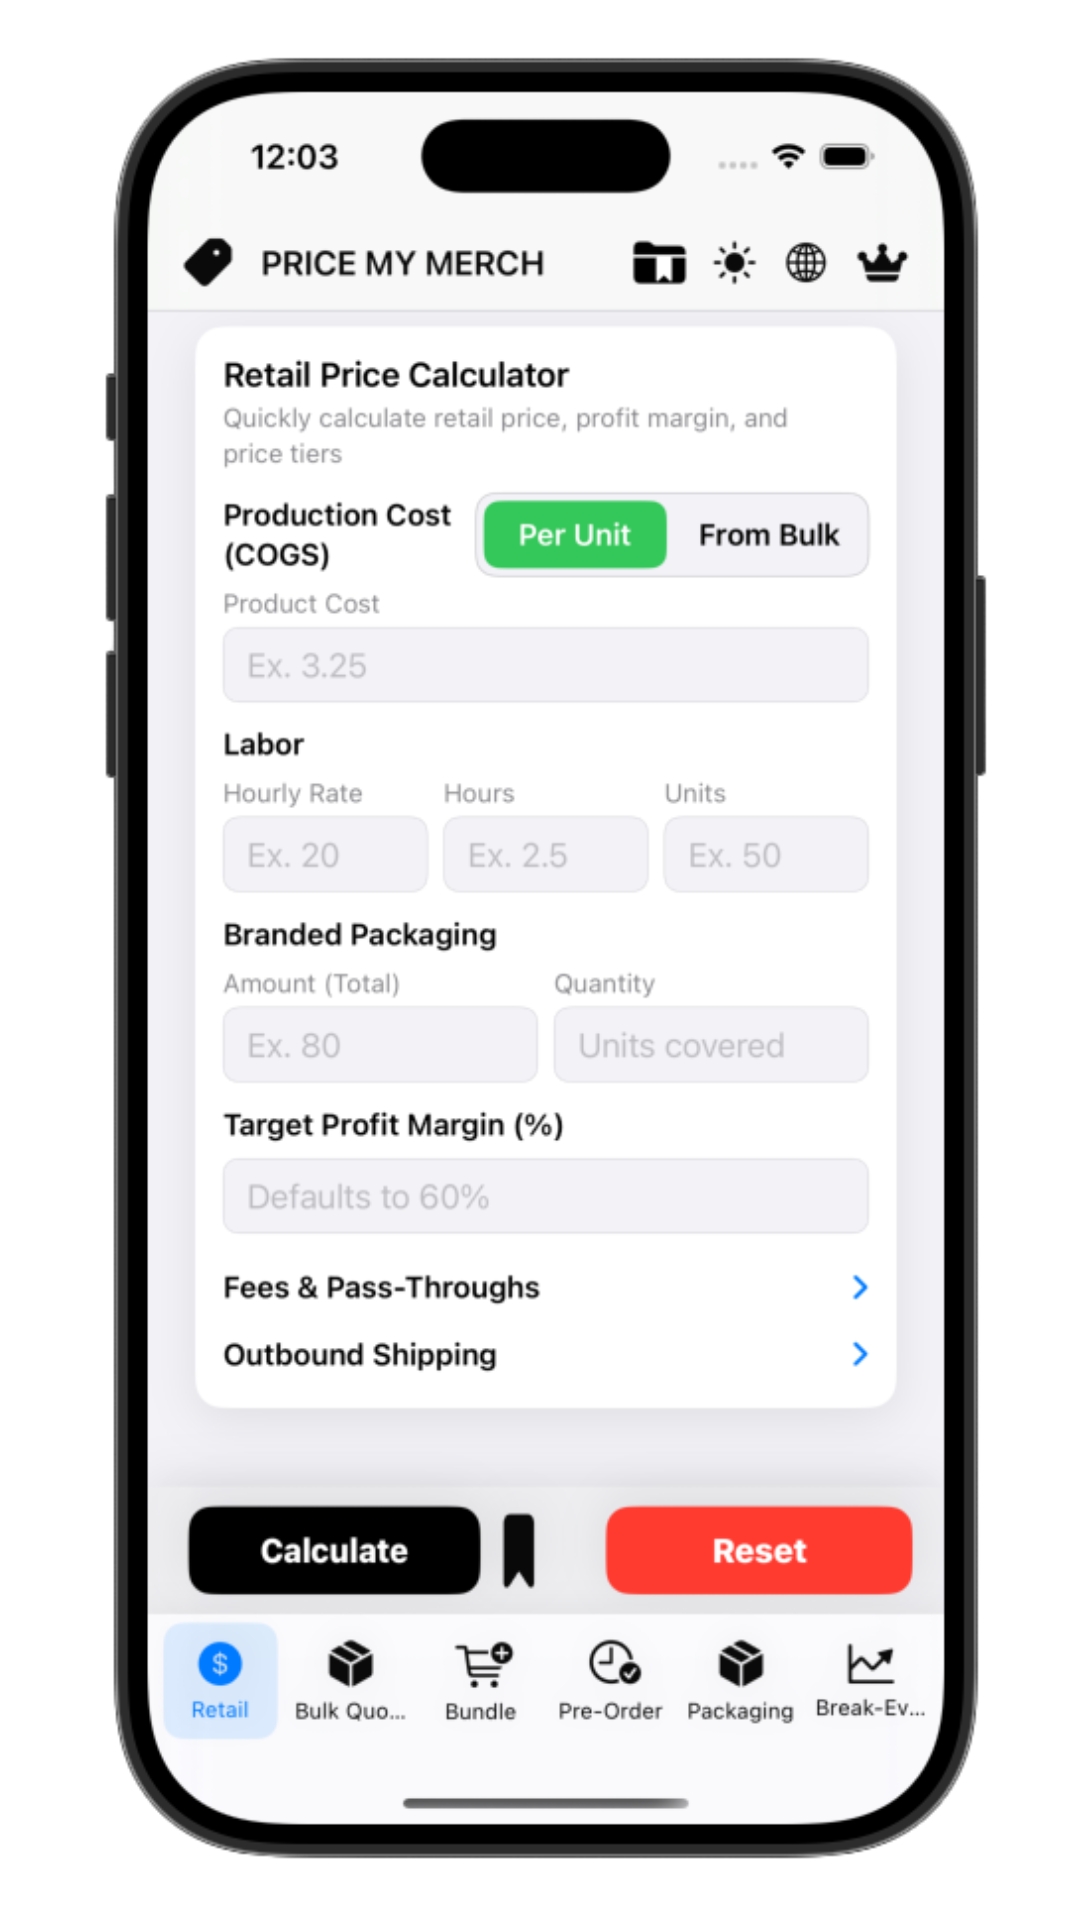 12:03
PRICE MY MERCH
Retail Price Calculator
Quickly calculate retail price, profit margin, and
price tiers
Production Cost
(COGS)
Per Unit
From Bulk
Product Cost
Ex. 3.25
Labor
Hourly Rate
Hours
Units
Ex. 20
Ex. 2.5
Ex. 50
Branded Packaging
Amount (Total)
Quantity
Ex. 80
Units covered
Target Profit Margin (%)
Defaults to 60%
Fees & Pass-Throughs
Outbound Shipping
Calculate
Reset
$
Retail
Bulk Quo...
Bundle
Pre-Order
Packaging
Break-Ev...